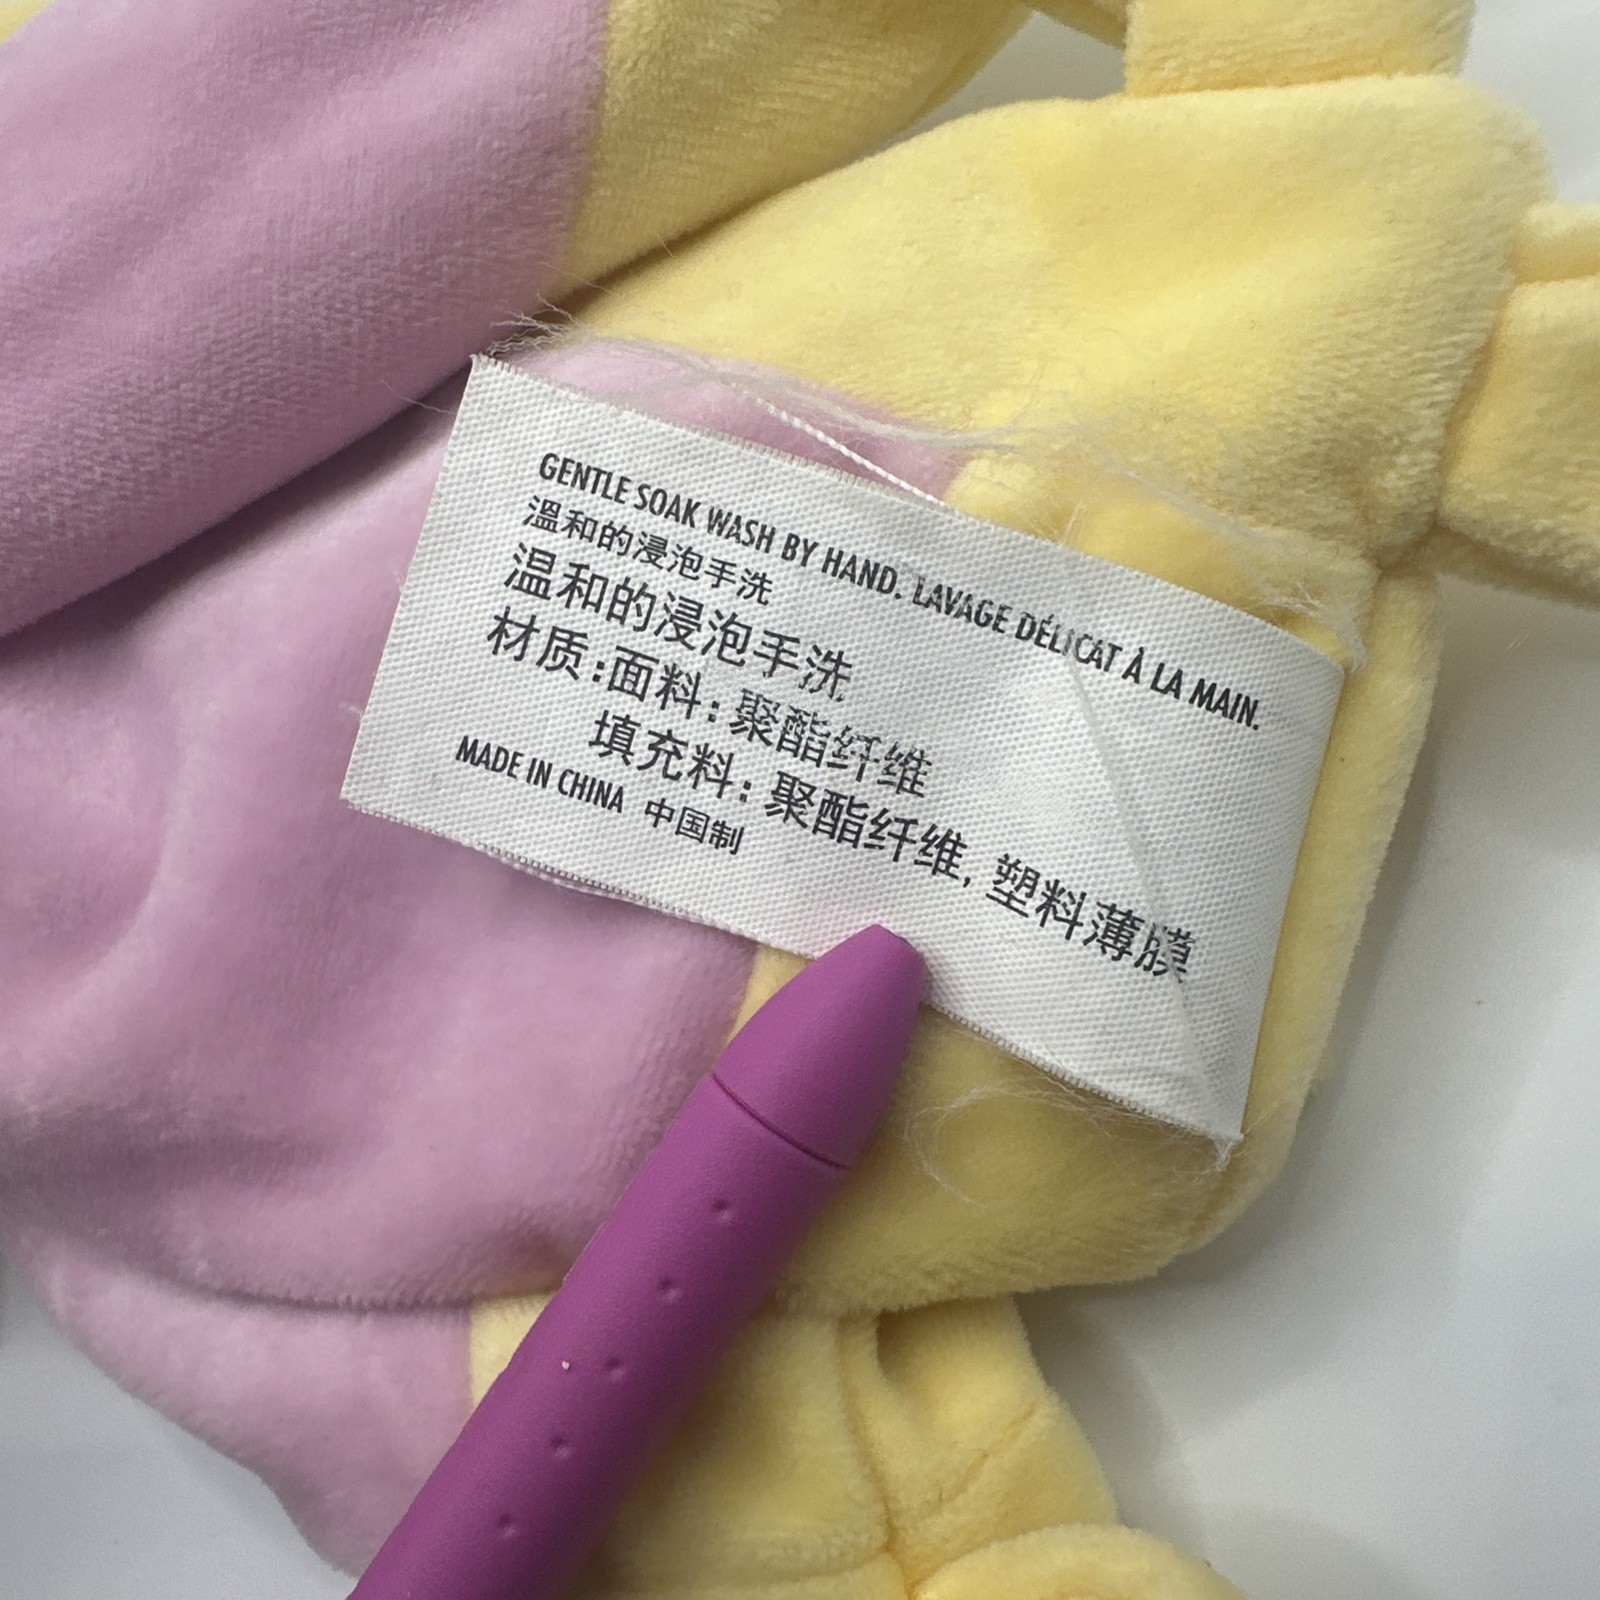 GENTLE SOAK WASH BY HAND. LAVAGE DÉLICAT À LA MAIN.
溫和的浸泡手洗
温和的浸泡手洗
材质:面料:聚酯纤维
填充料:聚酯纤维,塑料薄膜
MADE IN CHINA 中国制